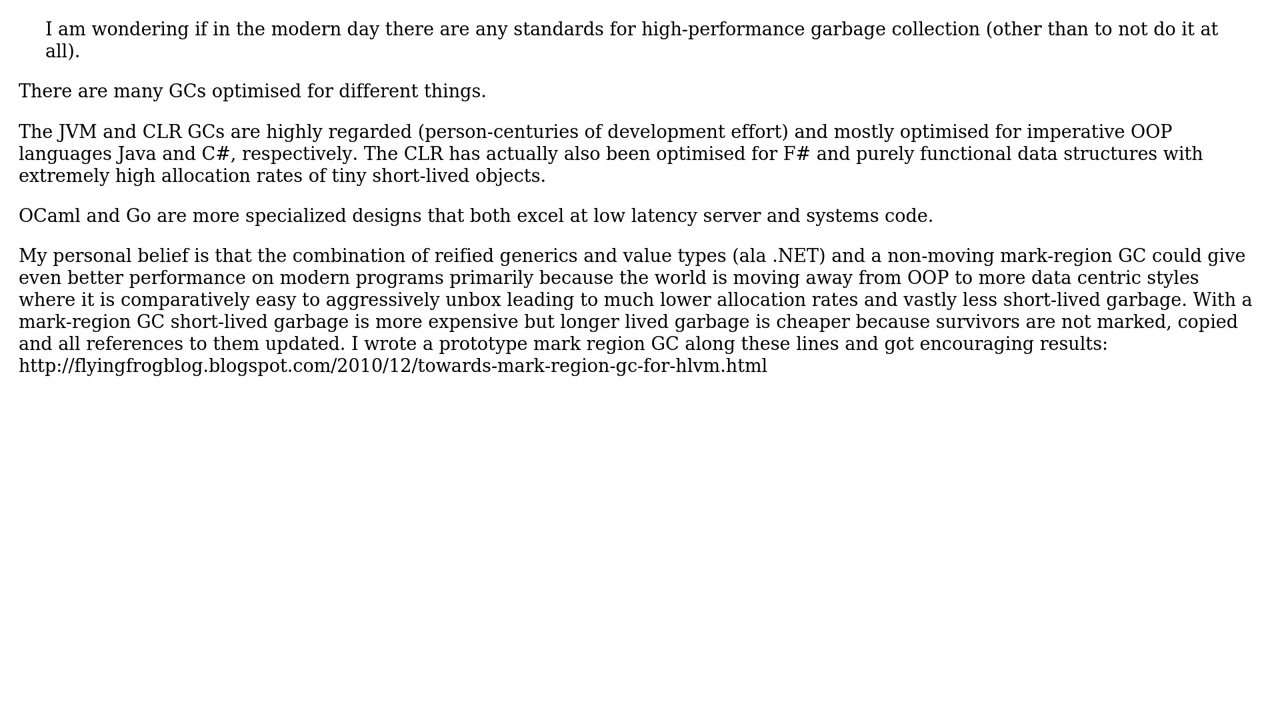 I am wondering if in the modern day there are any standards for high-performance garbage collection (other than to not do it at
all).
There are many GCs optimised for different things.
The JVM and CLR GCs are highly regarded (person-centuries of development effort) and mostly optimised for imperative OOP
languages Java and C#, respectively. The CLR has actually also been optimised for F# and purely functional data structures with
extremely high allocation rates of tiny short-lived objects.
OCaml and Go are more specialized designs that both excel at low latency server and systems code.
My personal belief is that the combination of reified generics and value types (ala .NET) and a non-moving mark-region GC could give
even better performance on modern programs primarily because the world is moving away from OOP to more data centric styles
where it is comparatively easy to aggressively unbox leading to much lower allocation rates and vastly less short-lived garbage. With a
mark-region GC short-lived garbage is more expensive but longer lived garbage is cheaper because survivors are not marked, copied
and all references to them updated. I wrote a prototype mark region GC along these lines and got encouraging results:
http://flyingfrogblog.blogspot.com/2010/12/towards-mark-region-gc-for-hlvm.html